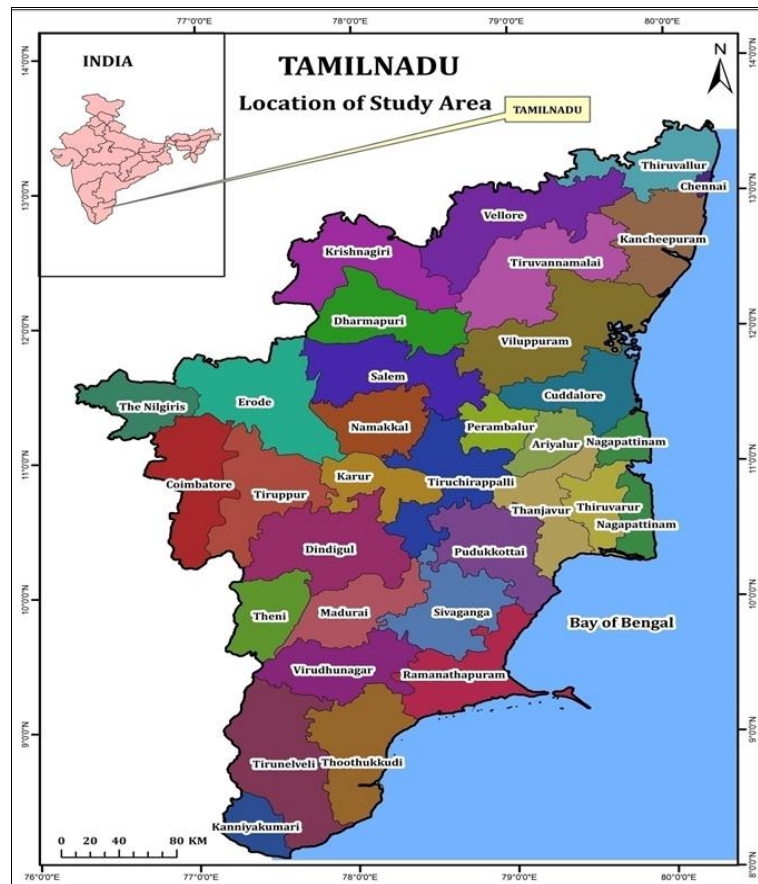 77°0'0"E 78°0'0"E 79°0'0"E 80°0'0"E
INDIA
TAMILNADU
Location of Study Area
TAMILNADU
N
14°0'0"N
14°0'0"N
13°0'0"N
13°0'0"N
12°0'0"N
12°0'0"N
11°0'0"N
11°0'0"N
10°0'0"N
10°0'0"N
9°0'0"N
9°0'0"N
8°0'0"N
Thiruvallur
Chennai
Vellore
Kancheepuram
Krishnagiri
Tiruvannamalai
Dharmapuri
Viluppuram
Salem
Cuddalore
The Nilgiris
Erode
Namakkal
Perambalur
Ariyalur
Nagapattinam
Coimbatore
Tiruppur
Karur
Tiruchirappalli
Thanjavur
Thiruvarur
Nagapattinam
Dindigul
Pudukkottai
Theni
Madurai
Sivaganga
Bay of Bengal
Virudhunagar
Ramanathapuram
Tirunelveli
Thoothukkudi
Kanniyakumari
0 20 40 80 KM
76°0'0"E 77°0'0"E 78°0'0"E 79°0'0"E 80°0'0"E